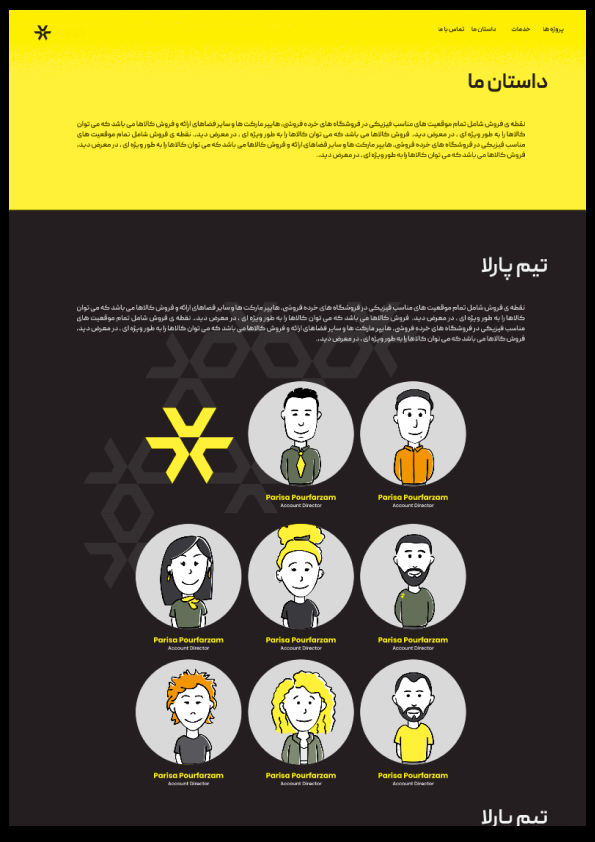 پروژه ها خدمات داستان ما تماس با ما
داستان ما
نقطه ی فروش شامل تمام موقعیت های مناسب فیزیکی در فروشگاه های خرده فروشی، هایپر مارکت ها و سایر فضاهای ارائه و فروش کالاها می باشد که می توان
کالاها را به طور ویژه ای ، در معرض دید. فروش کالاها می باشد که می توان کالاها را به طور ویژه ای ، در معرض دید.. نقطه ی فروش شامل تمام موقعیت های
مناسب فیزیکی در فروشگاه های خرده فروشی، هایپر مارکت ها و سایر فضاهای ارائه و فروش کالاها می باشد که می توان کالاها را به طور ویژه ای ، در معرض دید.
فروش کالاها می باشد که می توان کالاها را به طور ویژه ای ، در معرض دید..
تیم پارلا
نقطه ی فروش شامل تمام موقعیت های مناسب فیزیکی در فروشگاه های خرده فروشی، هایپر مارکت ها و سایر فضاهای ارائه و فروش کالاها می باشد که می توان
کالاها را به طور ویژه ای ، در معرض دید. فروش کالاها می باشد که می توان کالاها را به طور ویژه ای ، در معرض دید.. نقطه ی فروش شامل تمام موقعیت های
مناسب فیزیکی در فروشگاه های خرده فروشی، هایپر مارکت ها و سایر فضاهای ارائه و فروش کالاها می باشد که می توان کالاها را به طور ویژه ای ، در معرض دید.
فروش کالاها می باشد که می توان کالاها را به طور ویژه ای ، در معرض دید..
Parisa Pourfarzam Parisa Pourfarzam
Account Director Account Director
Parisa Pourfarzam Parisa Pourfarzam Parisa Pourfarzam
Account Director Account Director Account Director
Parisa Pourfarzam Parisa Pourfarzam Parisa Pourfarzam
Account Director Account Director Account Director
تیم پارلا